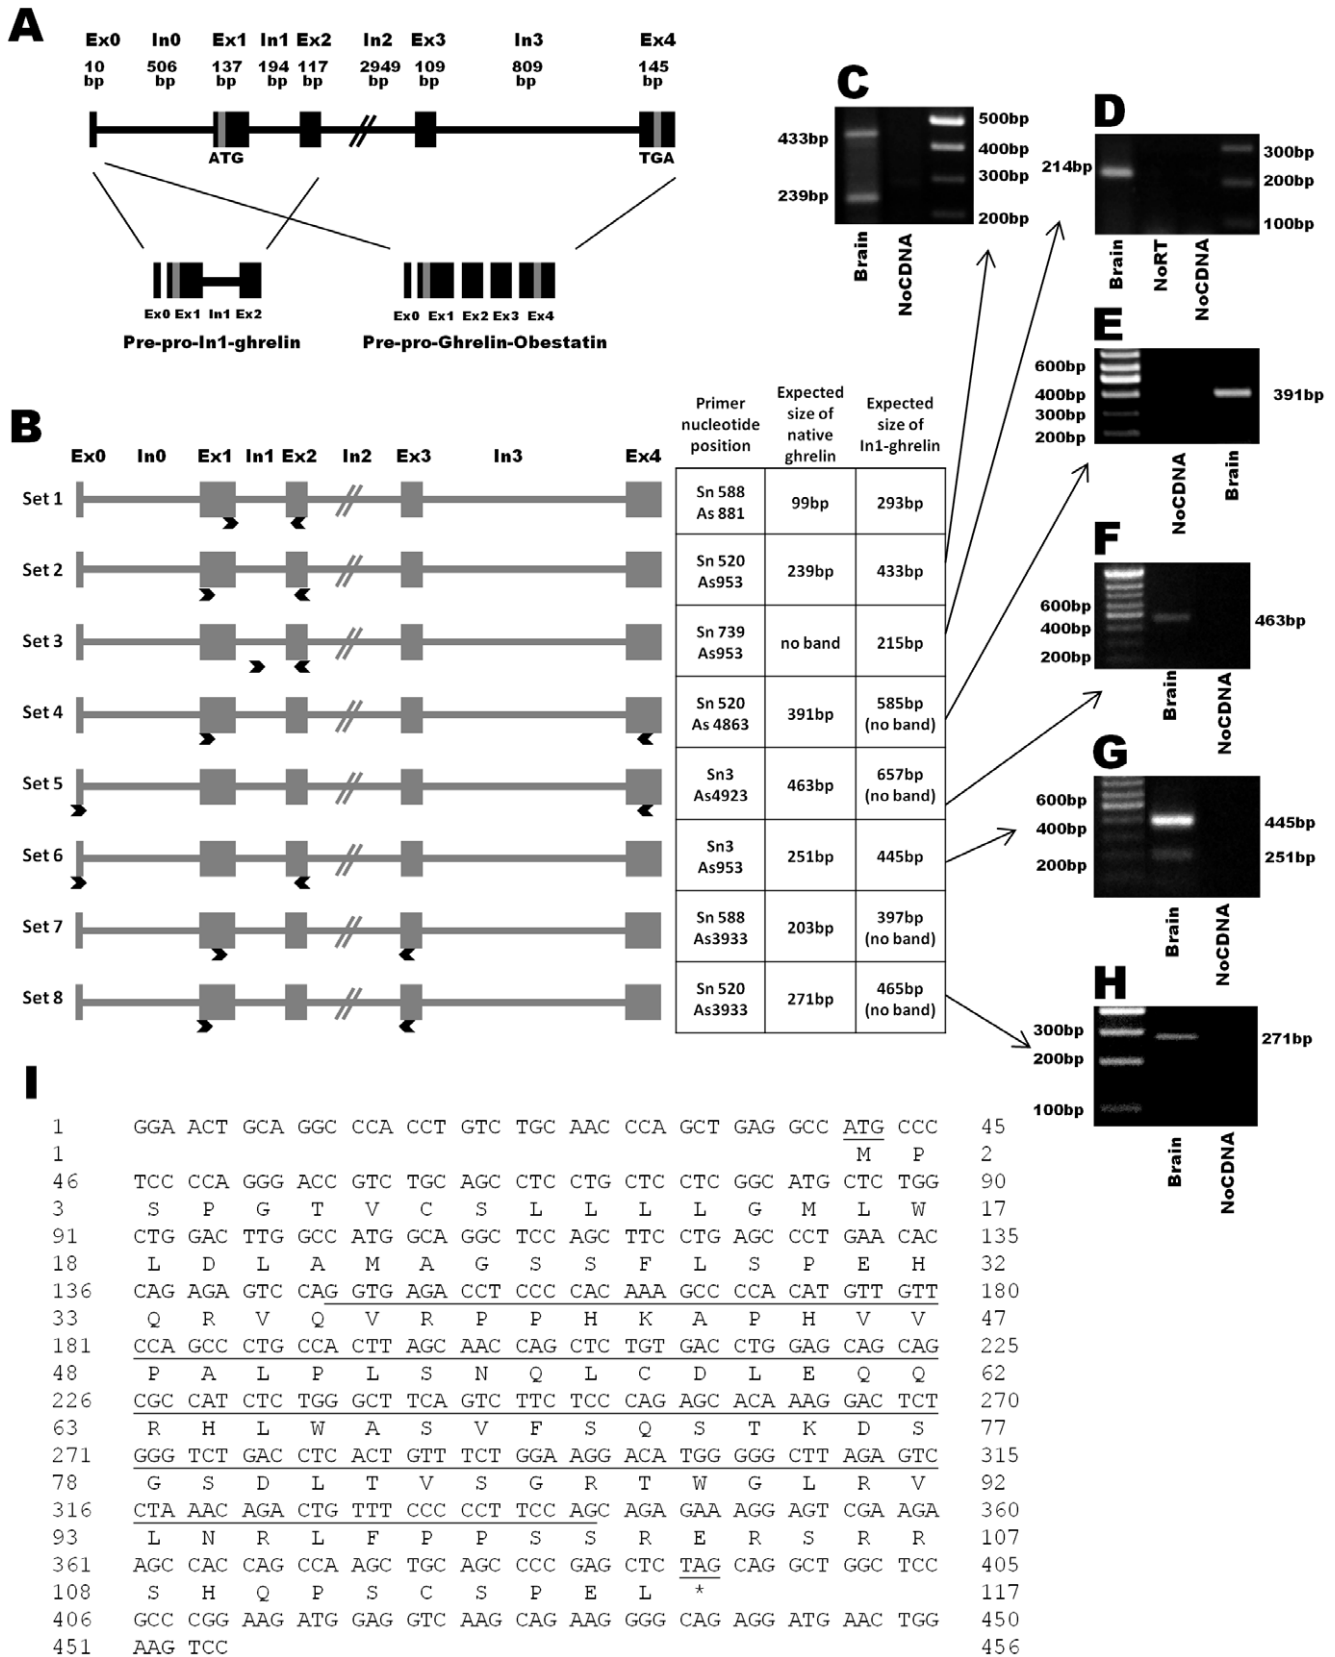 A
Ex0 In0 Ex1 In1 Ex2 In2 Ex3 In3 Ex4
10 bp 506 bp 137 bp 194 bp 117 bp 2949 bp 109 bp 809 bp 145 bp
ATG TGA
Ex0 Ex1 In1 Ex2
Pre-pro-In1-ghrelin
Ex0 Ex1 Ex2 Ex3 Ex4
Pre-pro-Ghrelin-Obestatin
B
Ex0 In0 Ex1 In1 Ex2 In2 Ex3 In3 Ex4
Primer nucleotide position
Expected size of native ghrelin
Expected size of In1-ghrelin
Set 1 Sn 588 As 881 99bp 293bp
Set 2 Sn 520 As953 239bp 433bp
Set 3 Sn 739 As953 no band 215bp
Set 4 Sn 520 As 4863 391bp 585bp (no band)
Set 5 Sn3 As4923 463bp 657bp (no band)
Set 6 Sn3 As953 251bp 445bp
Set 7 Sn 588 As3933 203bp 397bp (no band)
Set 8 Sn 520 As3933 271bp 465bp (no band)
C
433bp
239bp
500bp
400bp
300bp
200bp
Brain
NoCDNA
D
214bp
300bp
200bp
100bp
Brain
NoRT
NoCDNA
E
600bp
400bp
300bp
200bp
391bp
NoCDNA
Brain
F
600bp
400bp
200bp
463bp
Brain
NoCDNA
G
600bp
400bp
200bp
445bp
251bp
Brain
NoCDNA
H
300bp
200bp
100bp
271bp
Brain
NoCDNA
I
1 GGA ACT GCA GGC CCA CCT GTC TGC AAC CCA GCT GAG GCC ATG CCC 45
1 M P 2
46 TCC CCA GGG ACC GTC TGC AGC CTC CTG CTC CTC GGC ATG CTC TGG 90
3 S P G T V C S L L L L G M L W 17
91 CTG GAC TTG GCC ATG GCA GGC TCC AGC TTC CTG AGC CCT GAA CAC 135
18 L D L A M A G S S F L S P E H 32
136 CAG AGA GTC CAG GTG AGA CCT CCC CAC AAA GCC CCA CAT GTT GTT 180
33 Q R V Q V R P P H K A P H V V 47
181 CCA GCC CTG CCA CTT AGC AAC CAG CTC TGT GAC CTG GAG CAG CAG 225
48 P A L P L S N Q L C D L E Q Q 62
226 CGC CAT CTC TGG GCT TCA GTC TTC TCC CAG AGC ACA AAG GAC TCT 270
63 R H L W A S V F S Q S T K D S 77
271 GGG TCT GAC CTC ACT GTT TCT GGA AGG ACA TGG GGG CTT AGA GTC 315
78 G S D L T V S G R T W G L R V 92
316 CTA AAC AGA CTG TTT CCC CCT TCC AGC AGA GAA AGG AGT CGA AGA 360
93 L N R L F P P S S R E R S R R 107
361 AGC CAC CAG CCA AGC TGC AGC CCC GAG CTC TAG CAG GCT GGC TCC 405
108 S H Q P S C S P E L * 117
406 GCC CGG AAG ATG GAG GTC AAG CAG AAG GGG CAG AGG ATG AAC TGG 450
451 AAG TCC 456